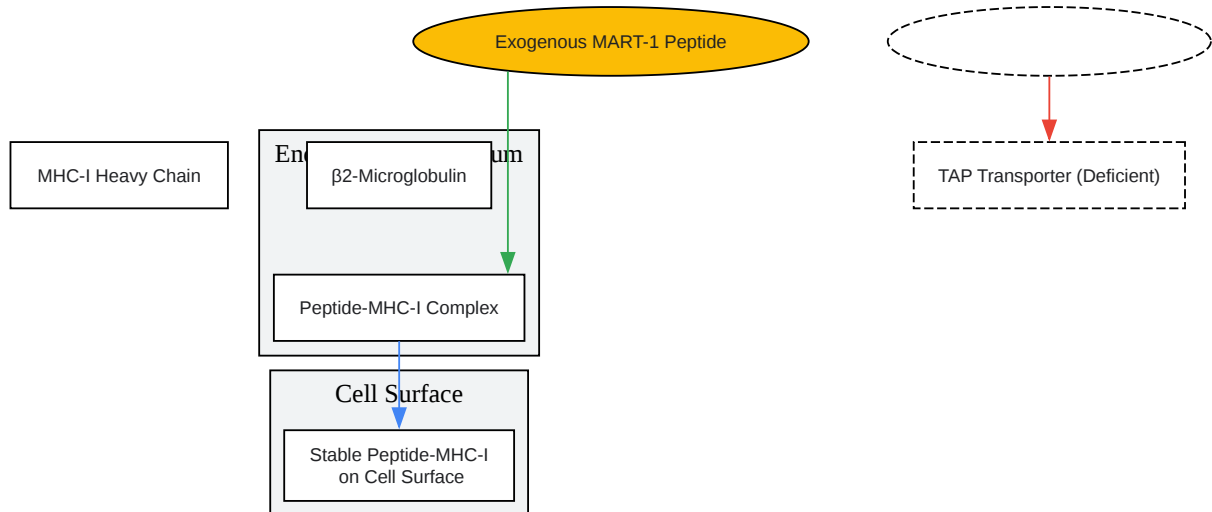 Exogenous MART-1 Peptide
MHC-I Heavy Chain
β2-Microglobulin
TAP Transporter (Deficient)
Peptide-MHC-I Complex
Cell Surface
Stable Peptide-MHC-I
on Cell Surface